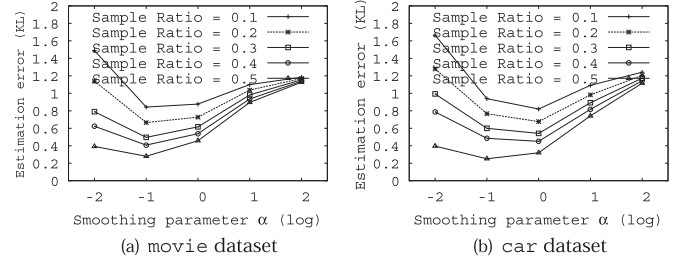 2
1.8
1.6
1.4
1.2
1
0.8
0.6
0.4
0.2
0
Estimation error (KL)
Sample Ratio = 0.1
Sample Ratio = 0.2
Sample Ratio = 0.3
Sample Ratio = 0.4
Sample Ratio = 0.5
-2 -1 0 1 2
Smoothing parameter α (log)
(a) movie dataset
2
1.8
1.6
1.4
1.2
1
0.8
0.6
0.4
0.2
0
Estimation error (KL)
Sample Ratio = 0.1
Sample Ratio = 0.2
Sample Ratio = 0.3
Sample Ratio = 0.4
Sample Ratio = 0.5
-2 -1 0 1 2
Smoothing parameter α (log)
(b) car dataset